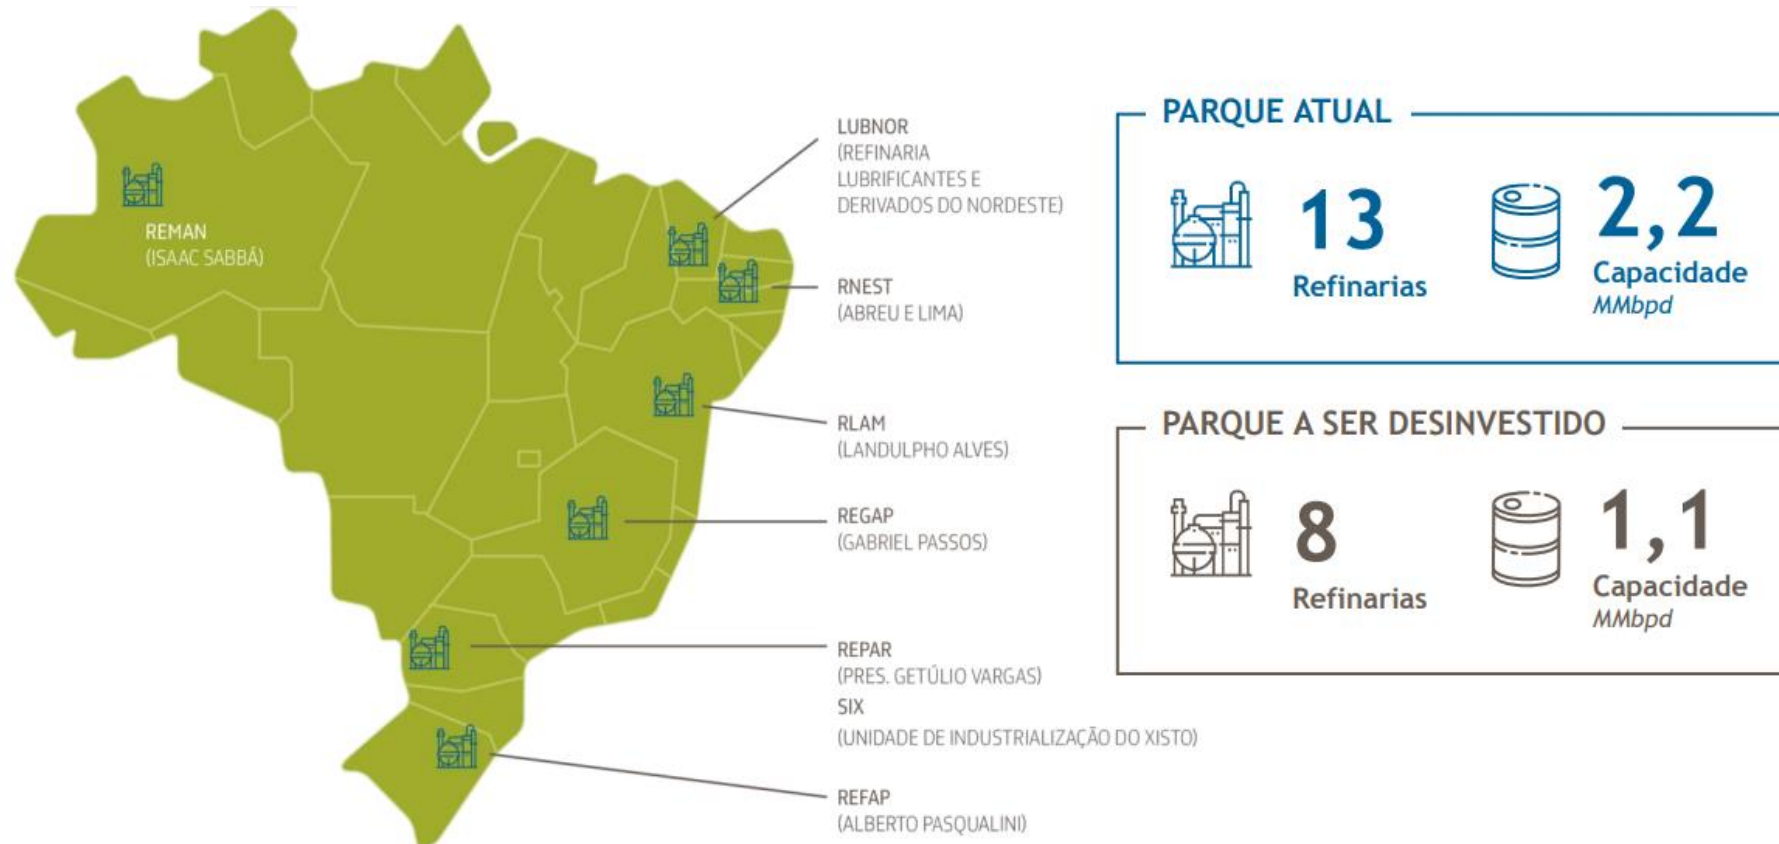 REMAN
(ISAAC SABBÁ)
LUBNOR
(REFINARIA
LUBRIFICANTES E
DERIVADOS DO NORDESTE)
RNEST
(ABREU E LIMA)
RLAM
(LANDULPHO ALVES)
REGAP
(GABRIEL PASSOS)
REPAR
(PRES. GETÚLIO VARGAS)
SIX
(UNIDADE DE INDUSTRIALIZAÇÃO DO XISTO)
REFAP
(ALBERTO PASQUALINI)
PARQUE ATUAL
13
Refinarias
2,2
Capacidade
MMbpd
PARQUE A SER DESINVESTIDO
8
Refinarias
1,1
Capacidade
MMbpd